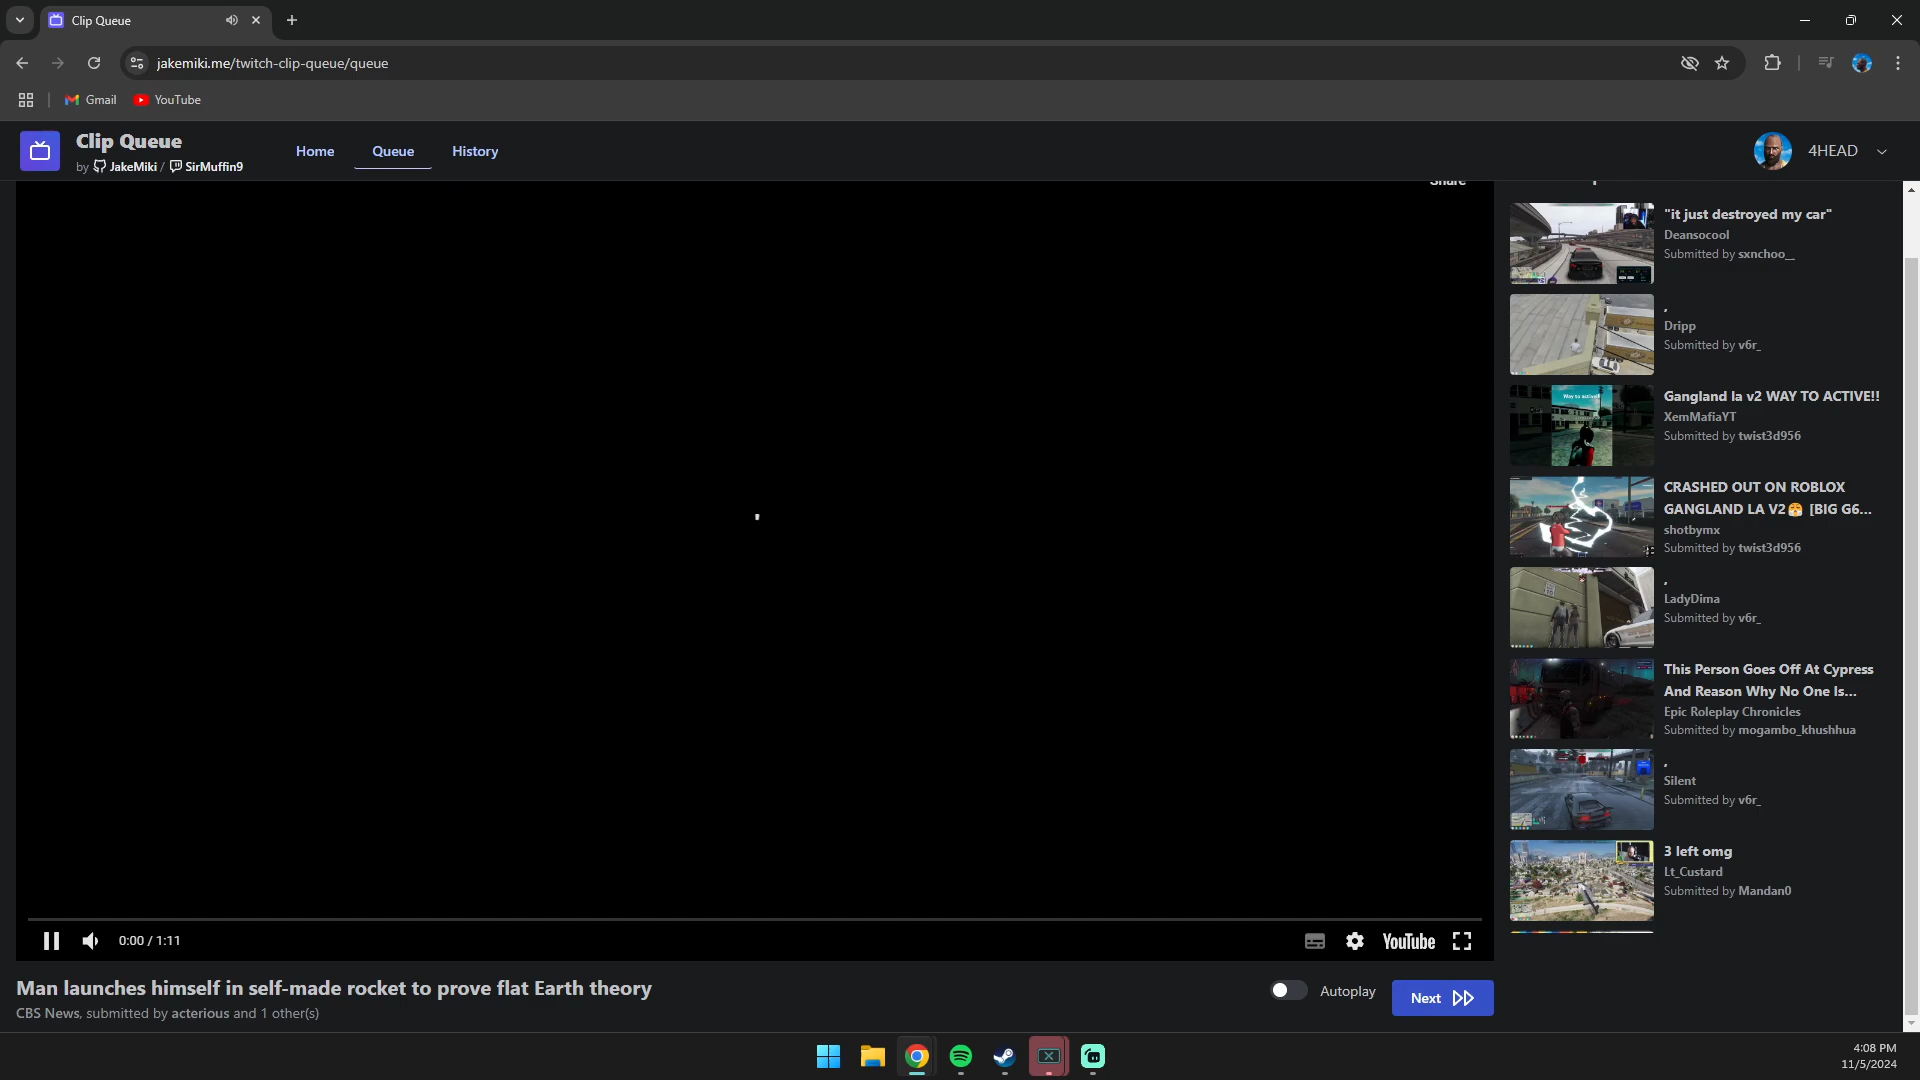 Clip Queue
jakemiki.me/twitch-clip-queue/queue
Gmail
YouTube
Clip Queue
by JakeMiki / SirMuffin9
Home
Queue
History
4HEAD
"it just destroyed my car"
Deansocool
Submitted by sxnchoo__
,
Dripp
Submitted by v6r_
Gangland la v2 WAY TO ACTIVE!!
XemMafiaYT
Submitted by twist3d956
CRASHED OUT ON ROBLOX
GANGLAND LA V2😤 [BIG G6...
shotbymx
Submitted by twist3d956
,
LadyDima
Submitted by v6r_
This Person Goes Off At Cypress
And Reason Why No One Is...
Epic Roleplay Chronicles
Submitted by mogambo_khushhua
,
Silent
Submitted by v6r_
3 left omg
Lt_Custard
Submitted by Mandan0
0:00 / 1:11
YouTube
Man launches himself in self-made rocket to prove flat Earth theory
CBS News, submitted by acterious and 1 other(s)
Autoplay
Next
4:08 PM
11/5/2024